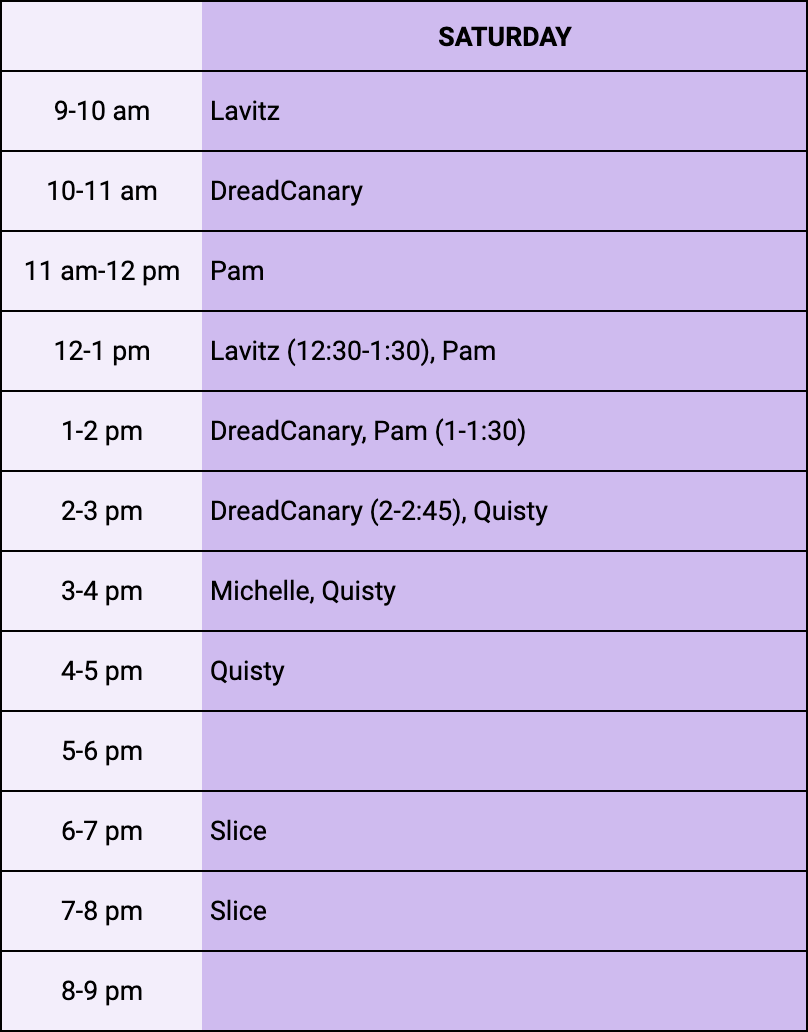 SATURDAY
9-10 am Lavitz
10-11 am DreadCanary
11 am-12 pm Pam
12-1 pm Lavitz (12:30-1:30), Pam
1-2 pm DreadCanary, Pam (1-1:30)
2-3 pm DreadCanary (2-2:45), Quisty
3-4 pm Michelle, Quisty
4-5 pm Quisty
5-6 pm
6-7 pm Slice
7-8 pm Slice
8-9 pm